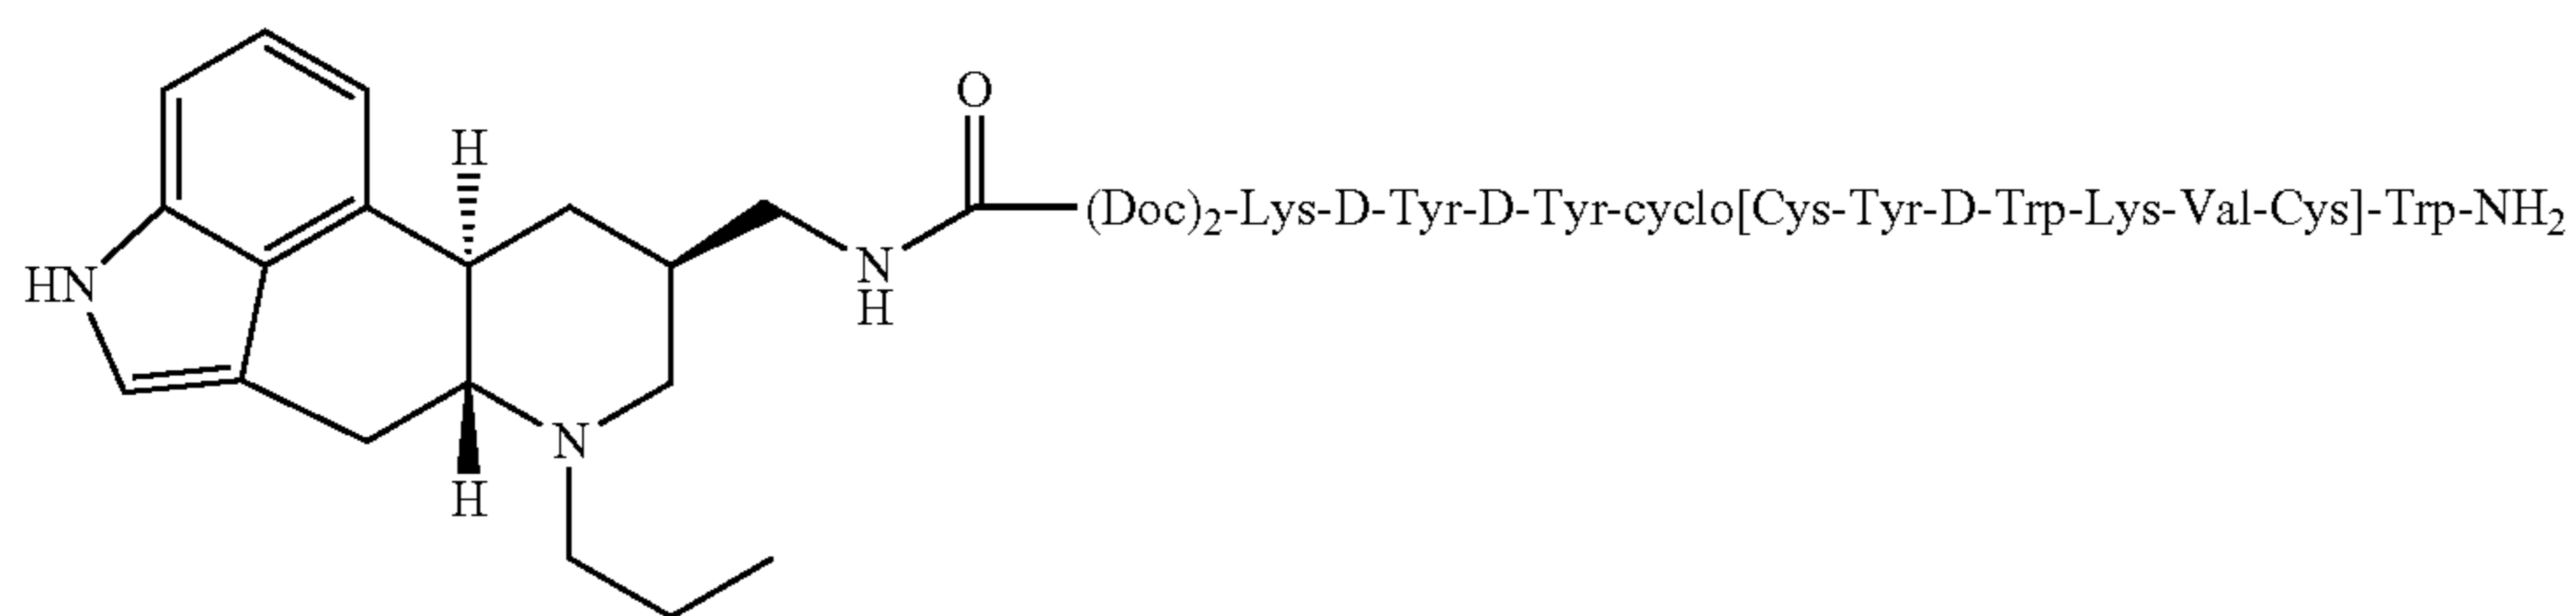 O
H
(Doc)₂-Lys-D-Tyr-D-Tyr-cyclo[Cys-Tyr-D-Trp-Lys-Val-Cys]-Trp-NH₂
N
H
HN
N
H